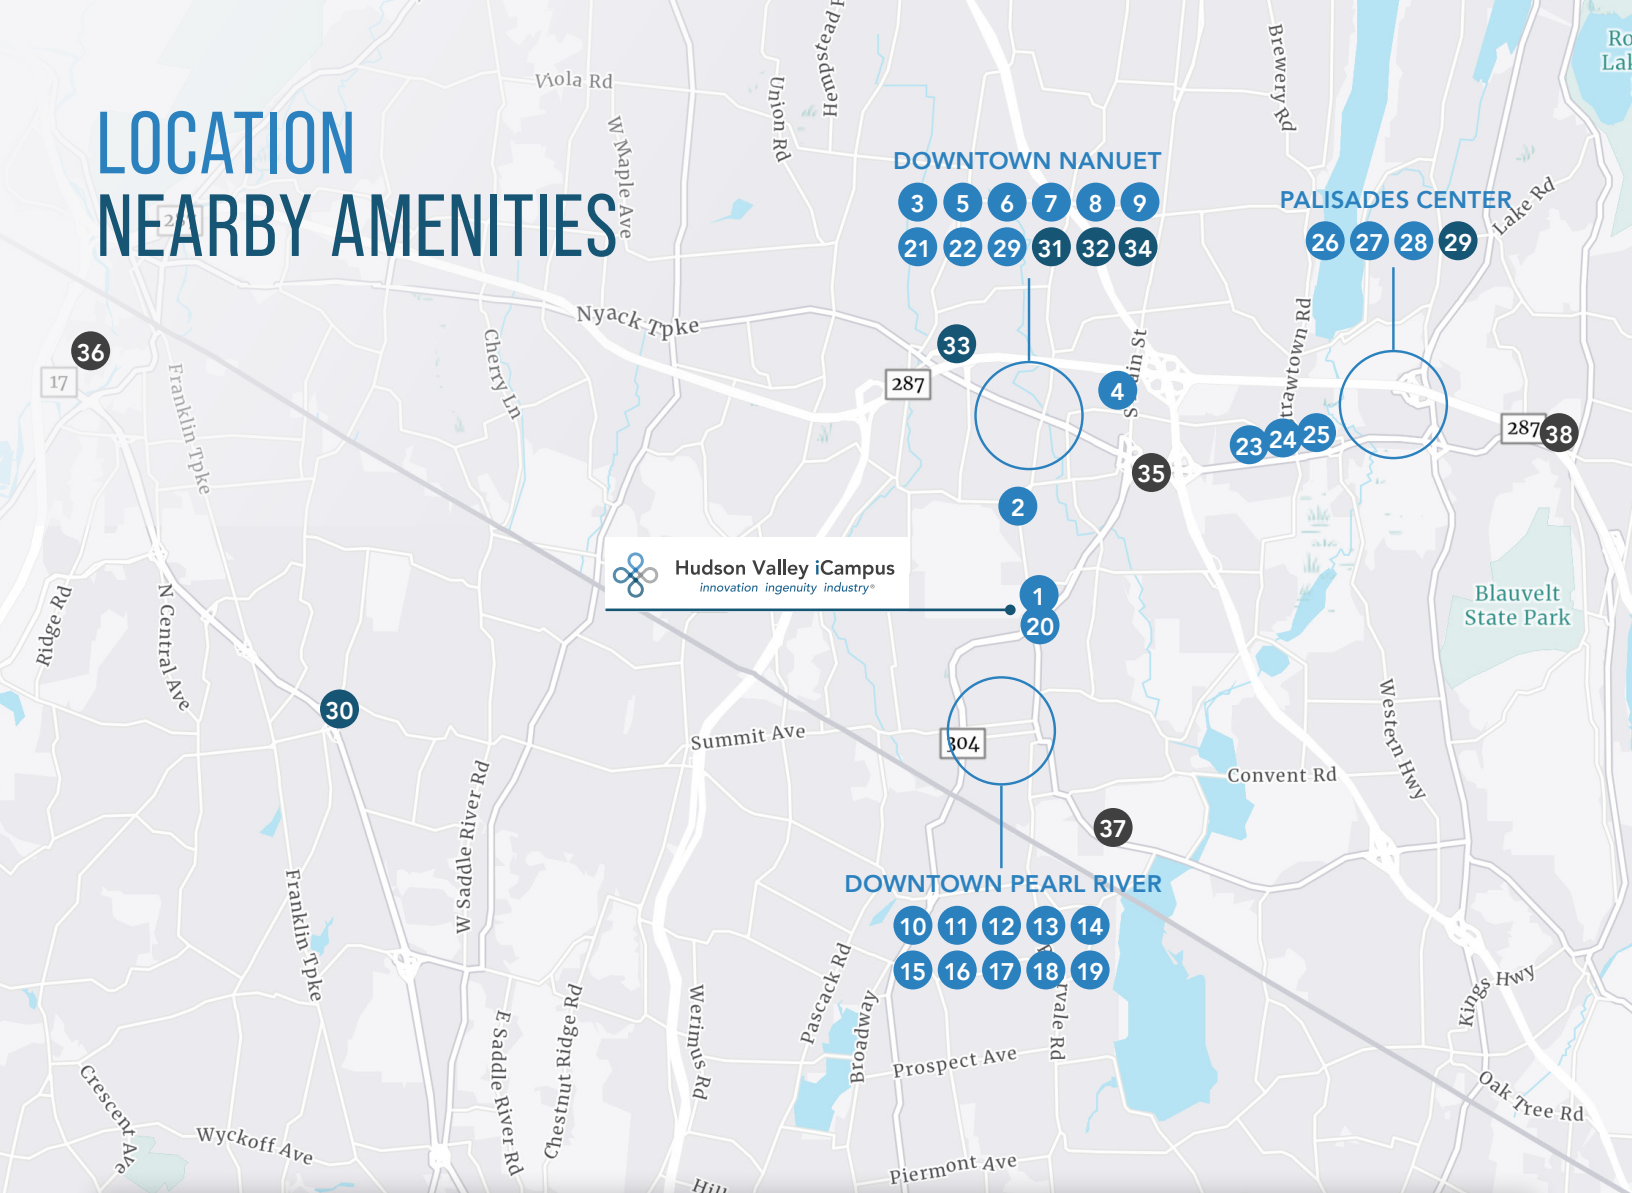 LOCATION
NEARBY AMENITIES
Viola Rd
W Maple Ave
Union Rd
Hempstead
Brewery Rd
Lake Rd
DOWNTOWN NANUET
3 5 6 7 8 9
21 22 29 31 32 34
PALISADES CENTER
26 27 28 29
Nyack Tpke
Cherry Ln
36
17
Franklin Tpke
33
287
4
23 24 25
287
38
35
2
Hudson Valley iCampus
innovation ingenuity industry®
1
20
Blauvelt
State Park
Ridge Rd
N Central Ave
30
Summit Ave
304
Western Hwy
Convent Rd
W Saddle River Rd
37
DOWNTOWN PEARL RIVER
10 11 12 13 14
15 16 17 18 19
Franklin Tpke
Pascack Rd
Broadway
Werimus Rd
E Saddle River Rd
Chestnut Ridge Rd
rvale Rd
Prospect Ave
Kings Hwy
Oak Tree Rd
Crescent Ave
Wyckoff Ave
Piermont Ave